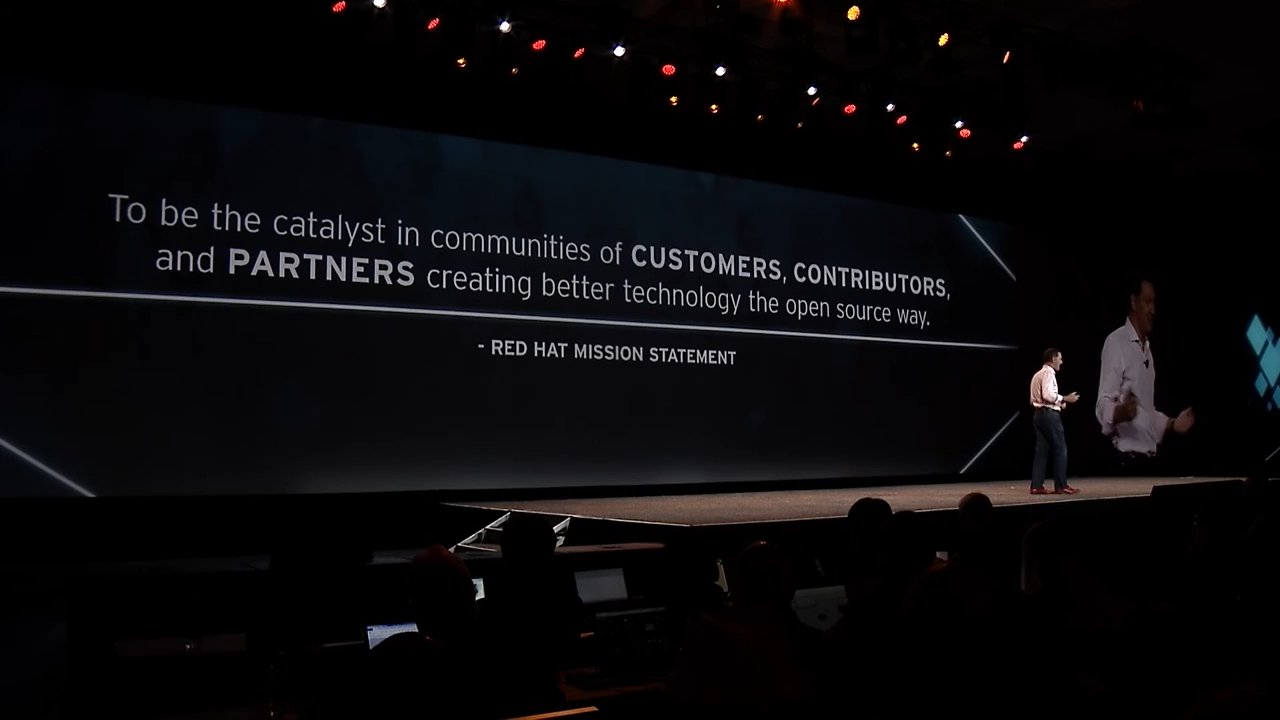 To be the catalyst in communities of CUSTOMERS, CONTRIBUTORS,
and PARTNERS creating better technology the open source way.
- RED HAT MISSION STATEMENT